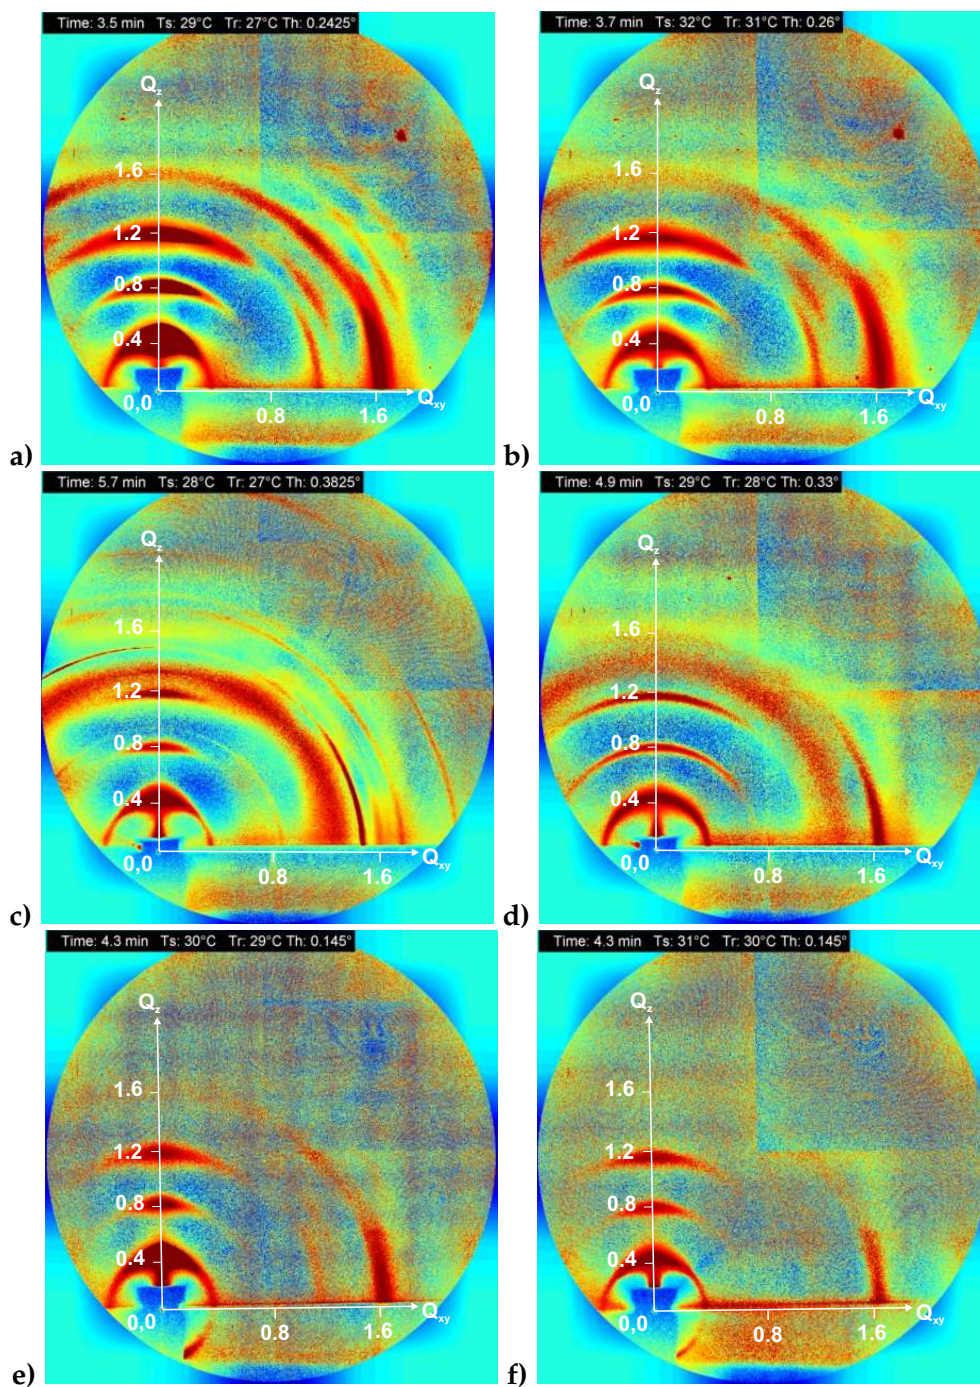 Time: 3.5 min Ts: 29°C Tr: 27°C Th: 0.2425°
Qz
1.6
1.2
0.8
0.4
0,0
0.8
1.6
Qxy
a)
Time: 3.7 min Ts: 32°C Tr: 31°C Th: 0.26°
Qz
1.6
1.2
0.8
0.4
0,0
0.8
1.6
Qxy
b)
Time: 5.7 min Ts: 28°C Tr: 27°C Th: 0.3825°
Qz
1.6
1.2
0.8
0.4
0,0
0.8
1.6
Qxy
c)
Time: 4.9 min Ts: 29°C Tr: 28°C Th: 0.33°
Qz
1.6
1.2
0.8
0.4
0,0
0.8
1.6
Qxy
d)
Time: 4.3 min Ts: 30°C Tr: 29°C Th: 0.145°
Qz
1.6
1.2
0.8
0.4
0,0
0.8
1.6
Qxy
e)
Time: 4.3 min Ts: 31°C Tr: 30°C Th: 0.145°
Qz
1.6
1.2
0.8
0.4
0,0
0.8
1.6
Qxy
f)